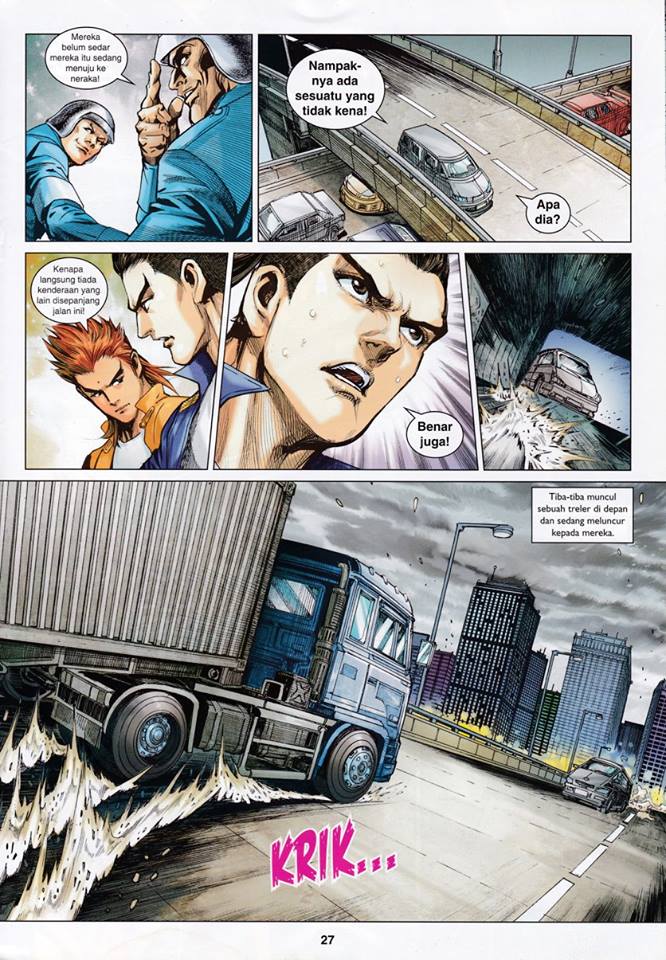 Mereka
belum sedar
mereka itu sedang
menuju ke
neraka!
Nampak-
nya ada
sesuatu yang
tidak kena!
Apa
dia?
Kenapa
langsung tiada
kenderaan yang
lain disepanjang
jalan ini!
Benar
juga!
Tiba-tiba muncul
sebuah treler di depan
dan sedang meluncur
kepada mereka.
KRIK...
27